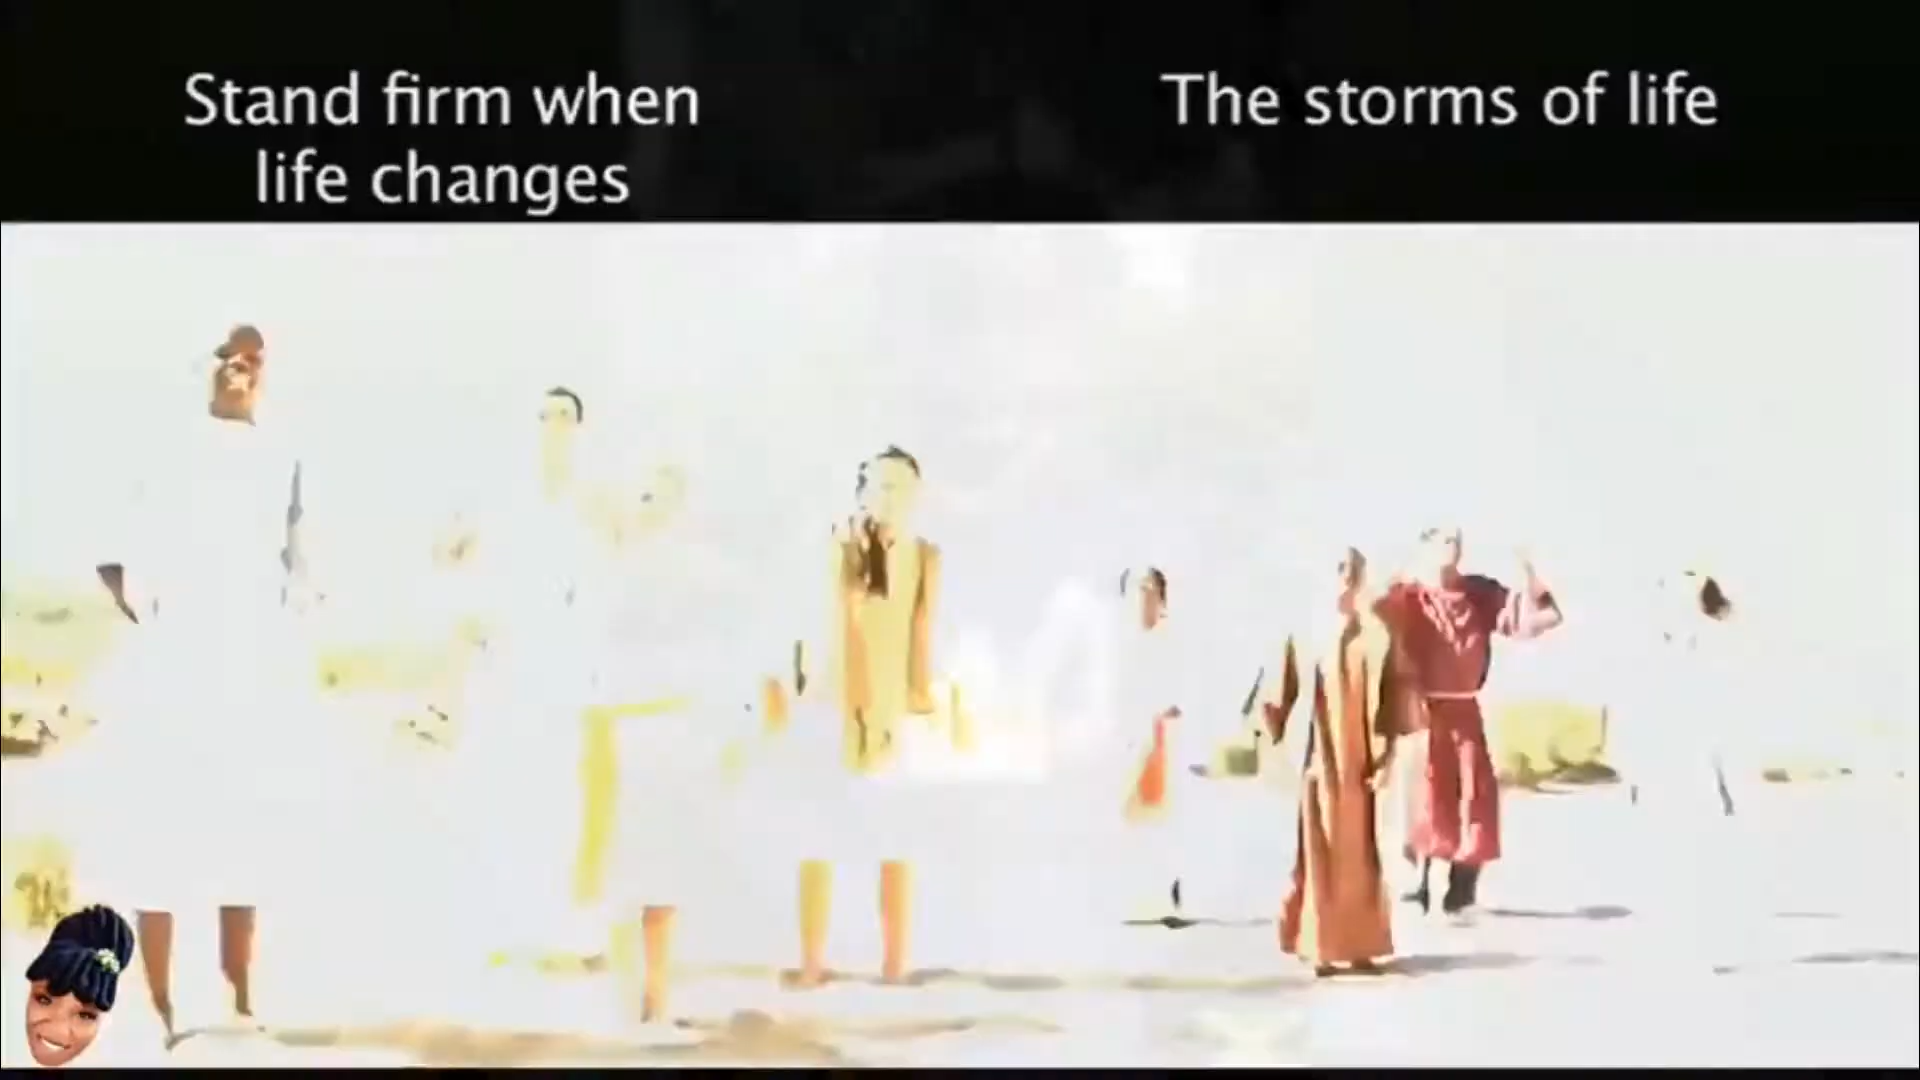 Stand firm when
life changes
The storms of life